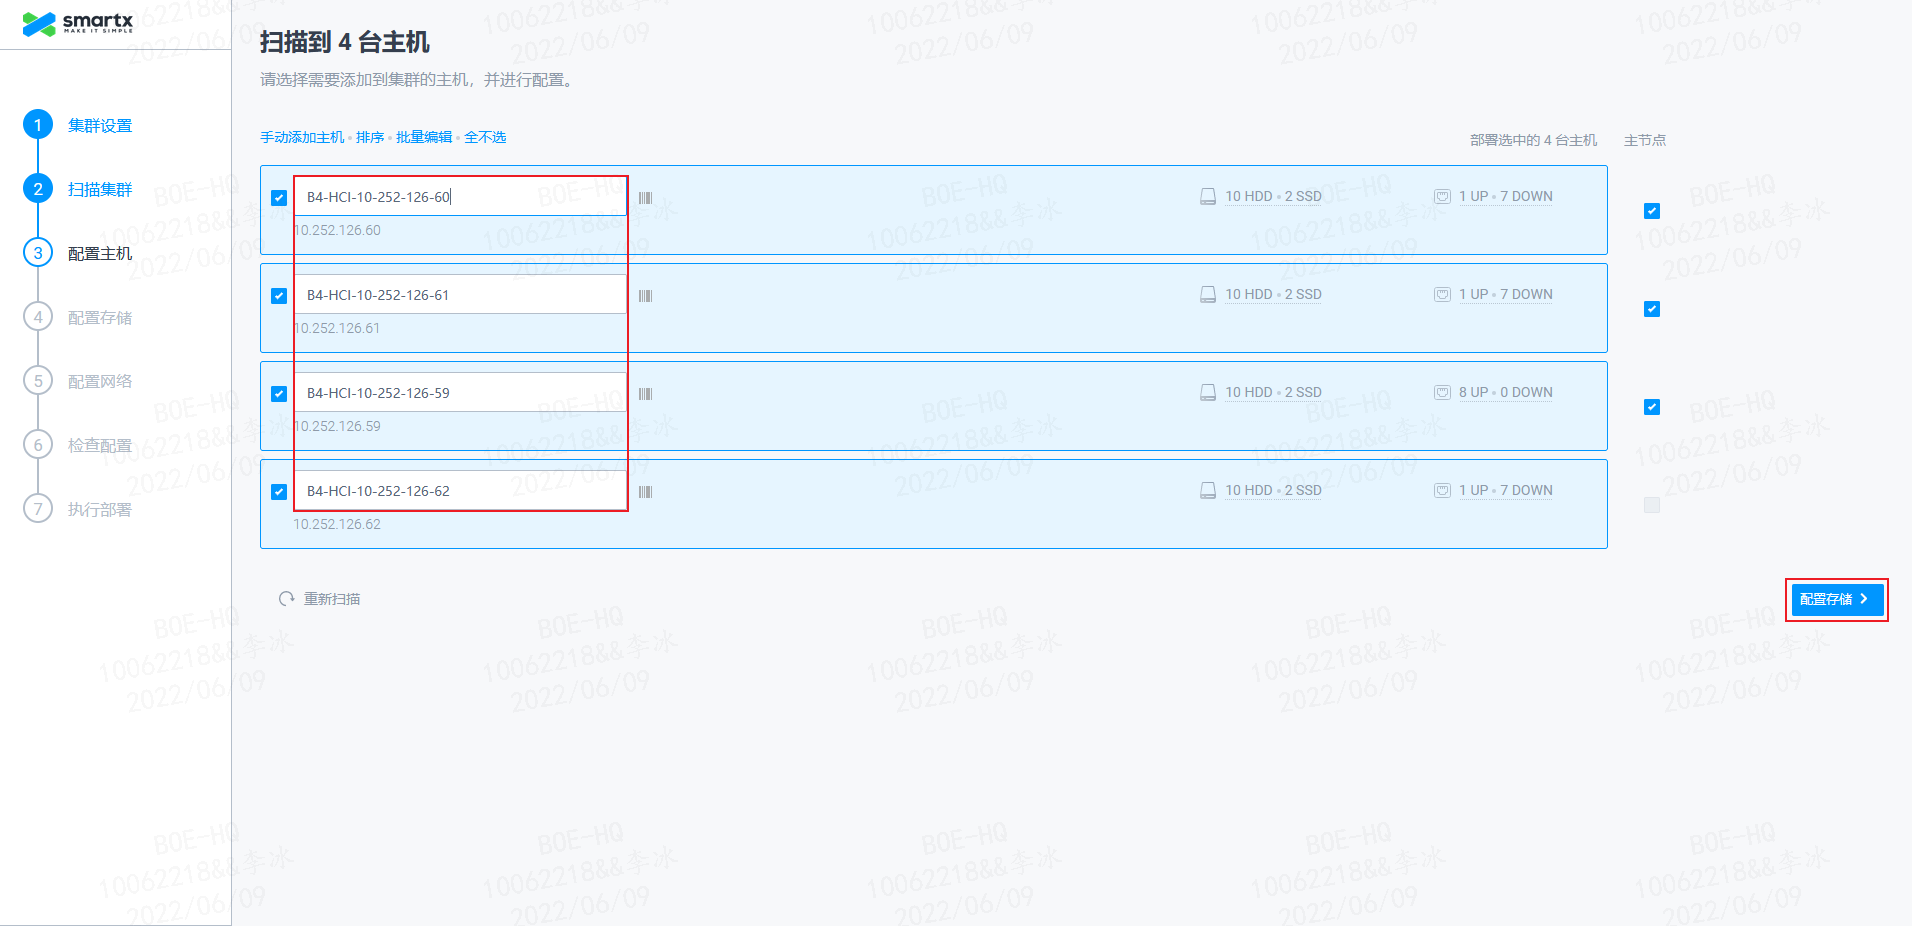 smartx
MAKE IT SIMPLE
1 集群设置
2 扫描集群
3 配置主机
4 配置存储
5 配置网络
6 检查配置
7 执行部署
扫描到 4 台主机
请选择需要添加到集群的主机，并进行配置。
手动添加主机 • 排序 • 批量编辑 • 全不选
部署选中的 4 台主机 主节点
B4-HCI-10-252-126-60 10 HDD • 2 SSD 1 UP • 7 DOWN
10.252.126.60
B4-HCI-10-252-126-61 10 HDD • 2 SSD 1 UP • 7 DOWN
10.252.126.61
B4-HCI-10-252-126-59 10 HDD • 2 SSD 8 UP • 0 DOWN
10.252.126.59
B4-HCI-10-252-126-62 10 HDD • 2 SSD 1 UP • 7 DOWN
10.252.126.62
重新扫描
配置存储
BOE-HQ
10062218&&李冰
2022/06/09